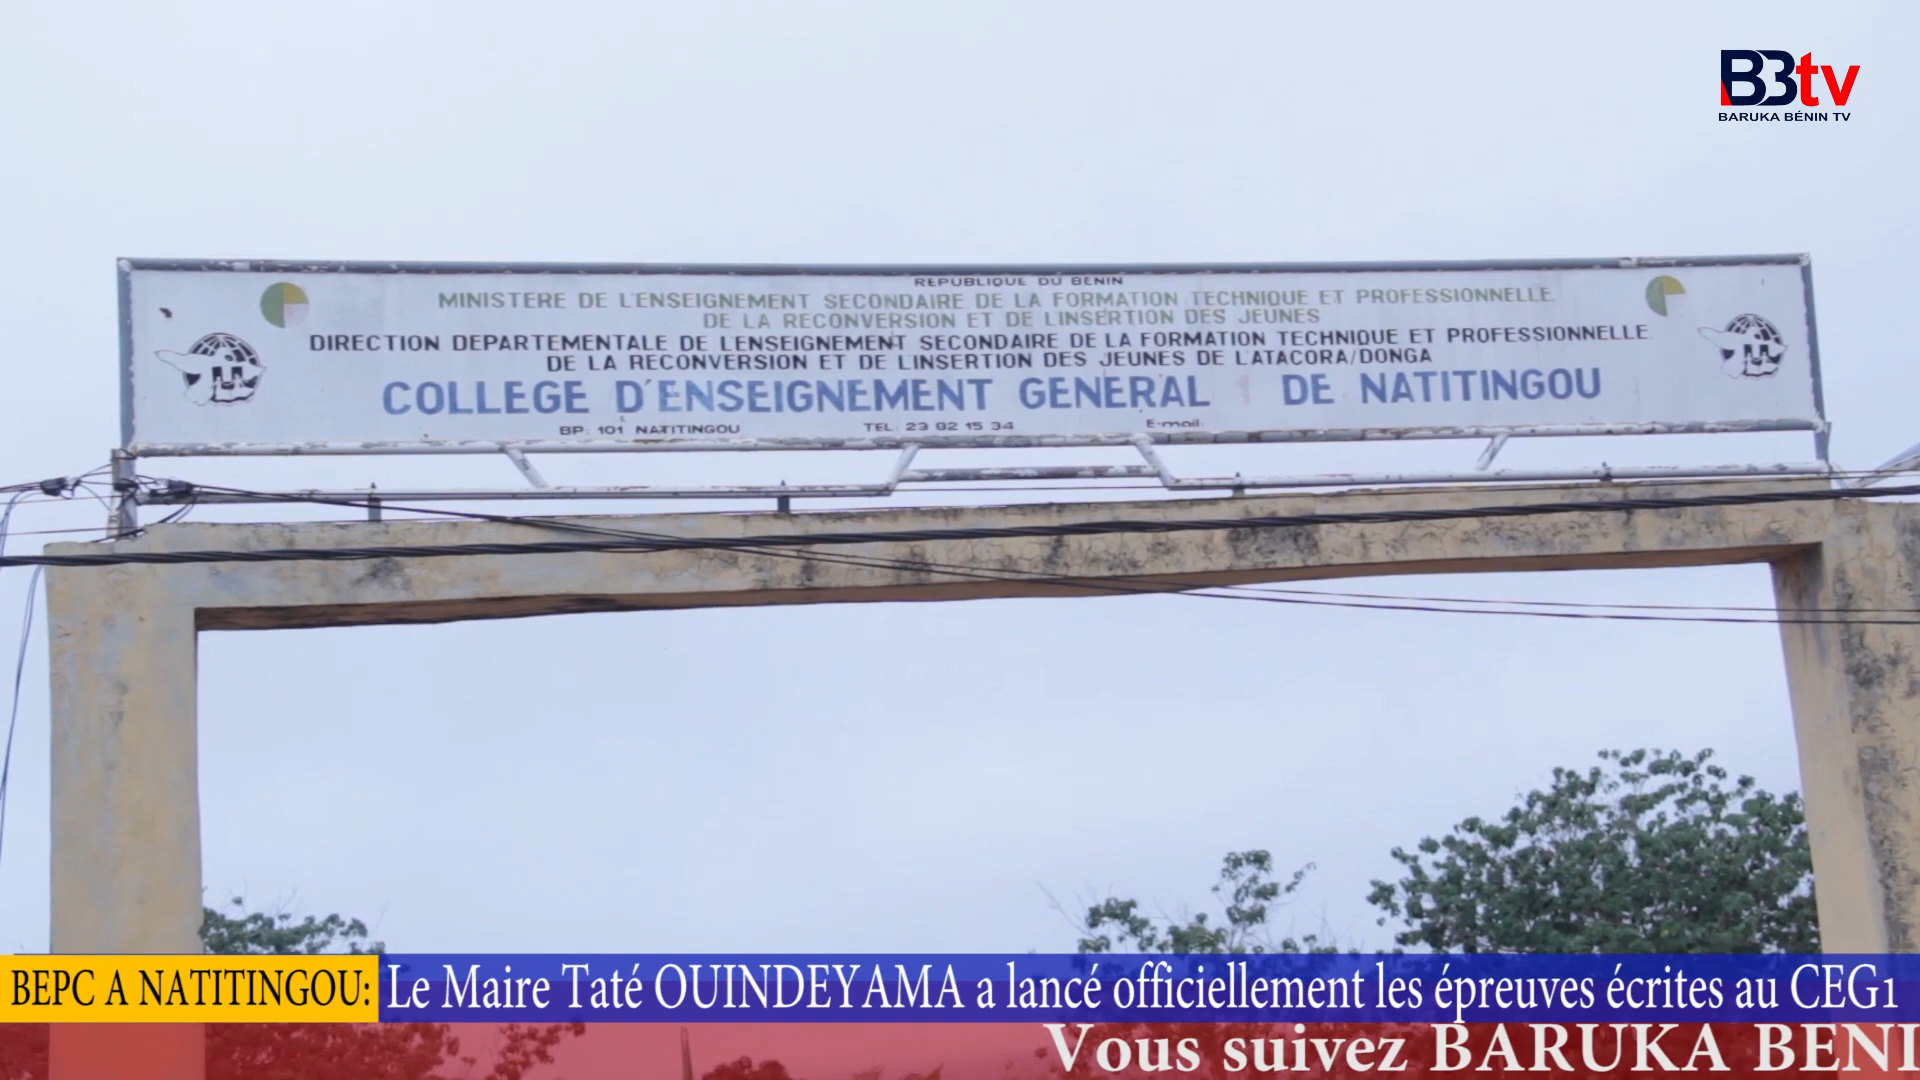 B3tv
BARUKA BÉNIN TV
REPUBLIQUE DU BENIN
MINISTERE DE L'ENSEIGNEMENT SECONDAIRE DE LA FORMATION TECHNIQUE ET PROFESSIONNELLE
DE LA RECONVERSION ET DE L'INSERTION DES JEUNES
DIRECTION DEPARTEMENTALE DE L'ENSEIGNEMENT SECONDAIRE DE LA FORMATION TECHNIQUE ET PROFESSIONNELLE
DE LA RECONVERSION ET DE L'INSERTION DES JEUNES DE L'ATACORA/DONGA
COLLEGE D'ENSEIGNEMENT GENERAL 1 DE NATITINGOU
BP: 101 NATITINGOU TEL: 23 82 15 34 E-mail:
BEPC A NATITINGOU: Le Maire Taté OUINDEYAMA a lancé officiellement les épreuves écrites au CEG1
Vous suivez BARUKA BENI